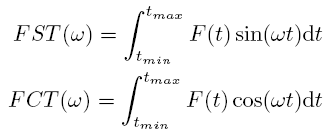 FST(ω) = ∫_{t_{min}}^{t_{max}} F(t) sin(ωt)dt
FCT(ω) = ∫_{t_{min}}^{t_{max}} F(t) cos(ωt)dt